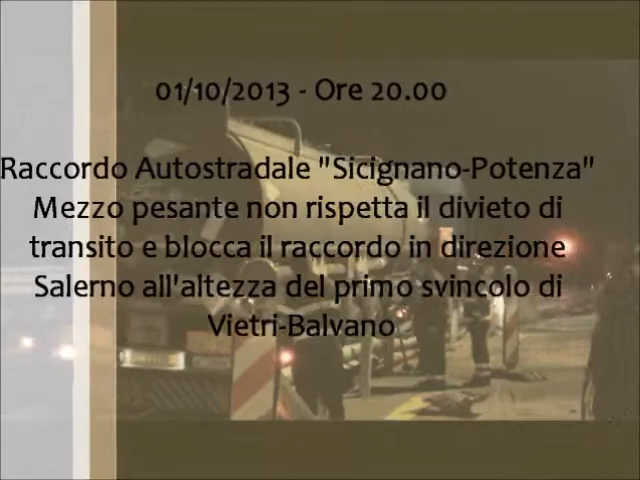 01/10/2013 - Ore 20.00
Raccordo Autostradale "Sicignano-Potenza"
Mezzo pesante non rispetta il divieto di
transito e blocca il raccordo in direzione
Salerno all'altezza del primo svincolo di
Vietri-Balvano